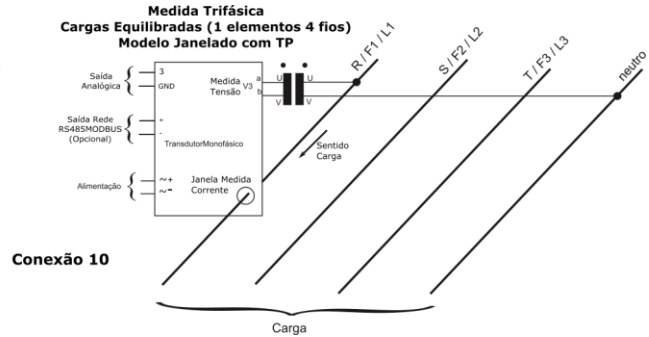 Medida Trifásica
Cargas Equilibradas (1 elementos 4 fios)
Modelo Janelado com TP
R / F1 / L1
S / F2 / L2
T / F3 / L3
neutro
Saída
Analógica
3
GND
Medida
Tensão
V3
a
b
U
U
V
V
Saída Rede
RS485MODBUS
(Opcional)
+
-
TransdutorMonofásico
Sentido
Carga
Alimentação
~+
~-
Janela Medida
Corrente
Conexão 10
Carga